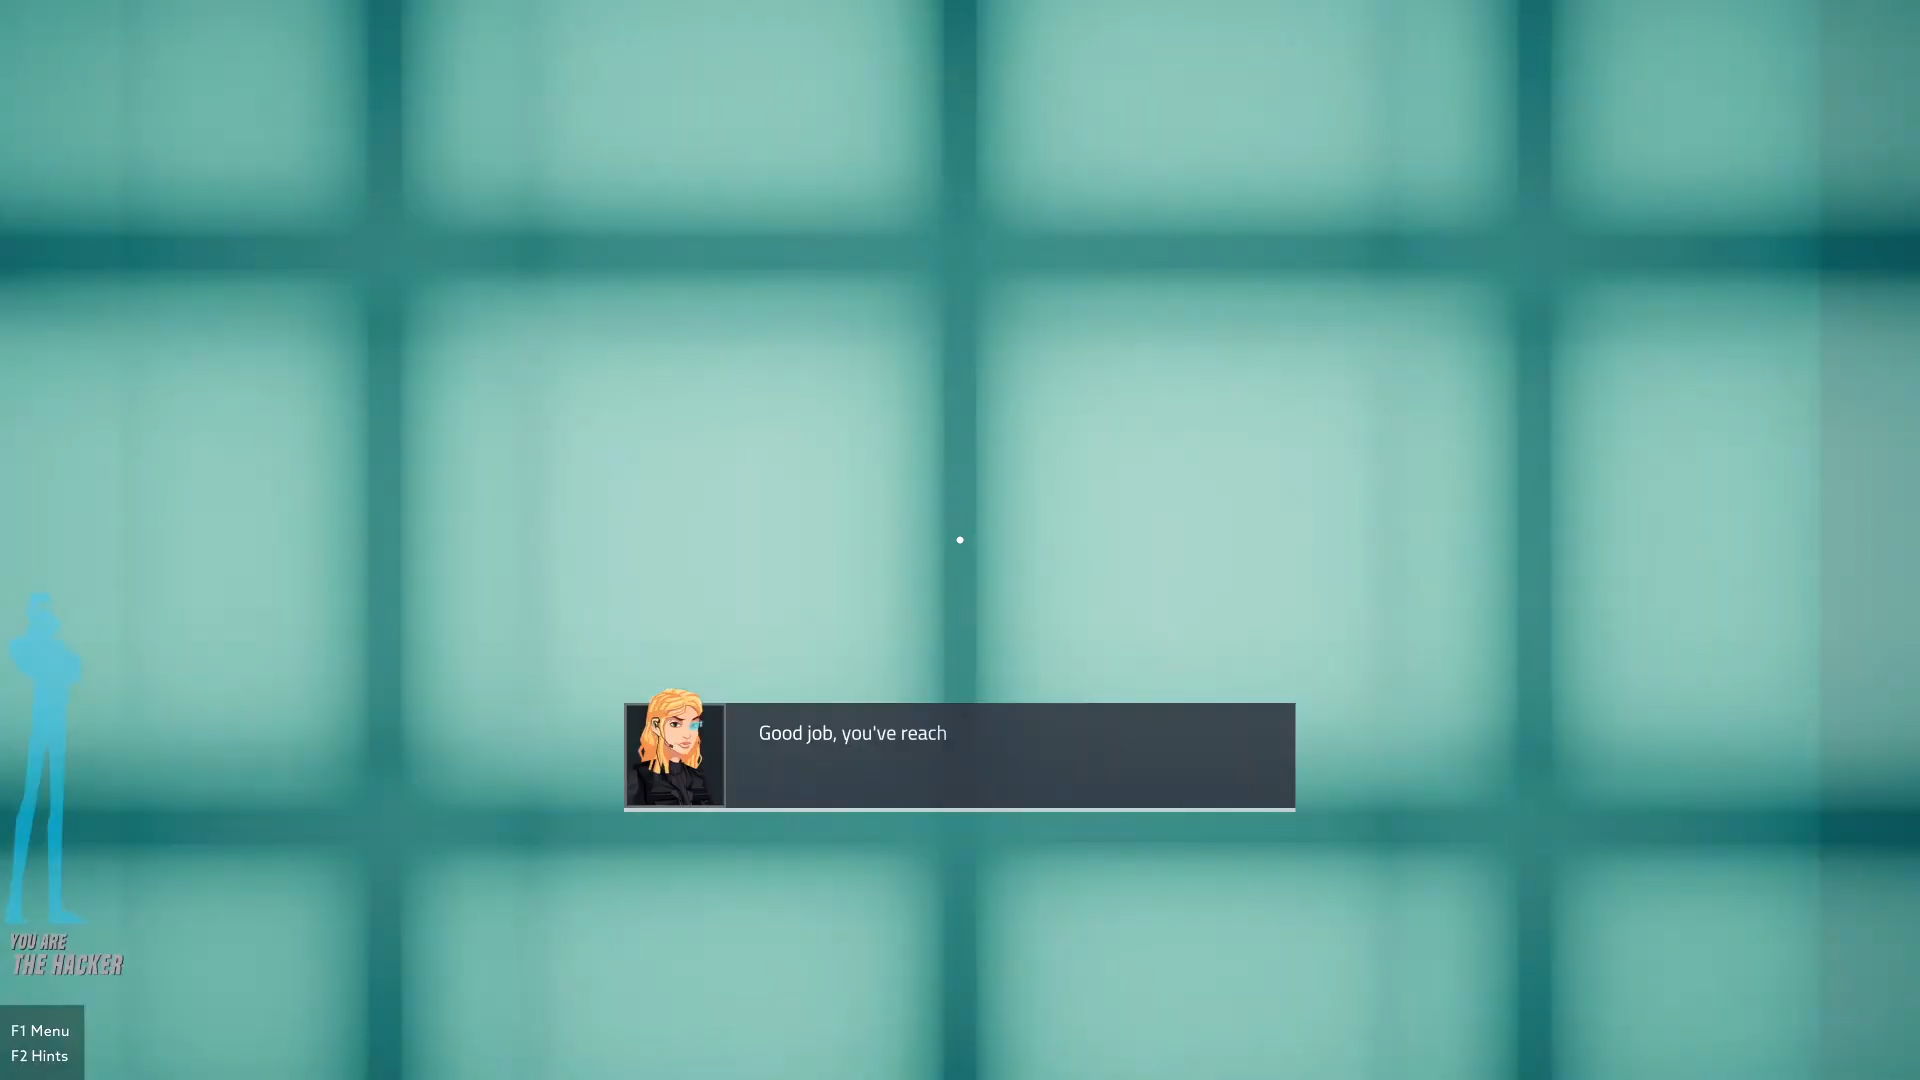 Good job, you've reach
YOU ARE
THE HACKER
F1 Menu
F2 Hints